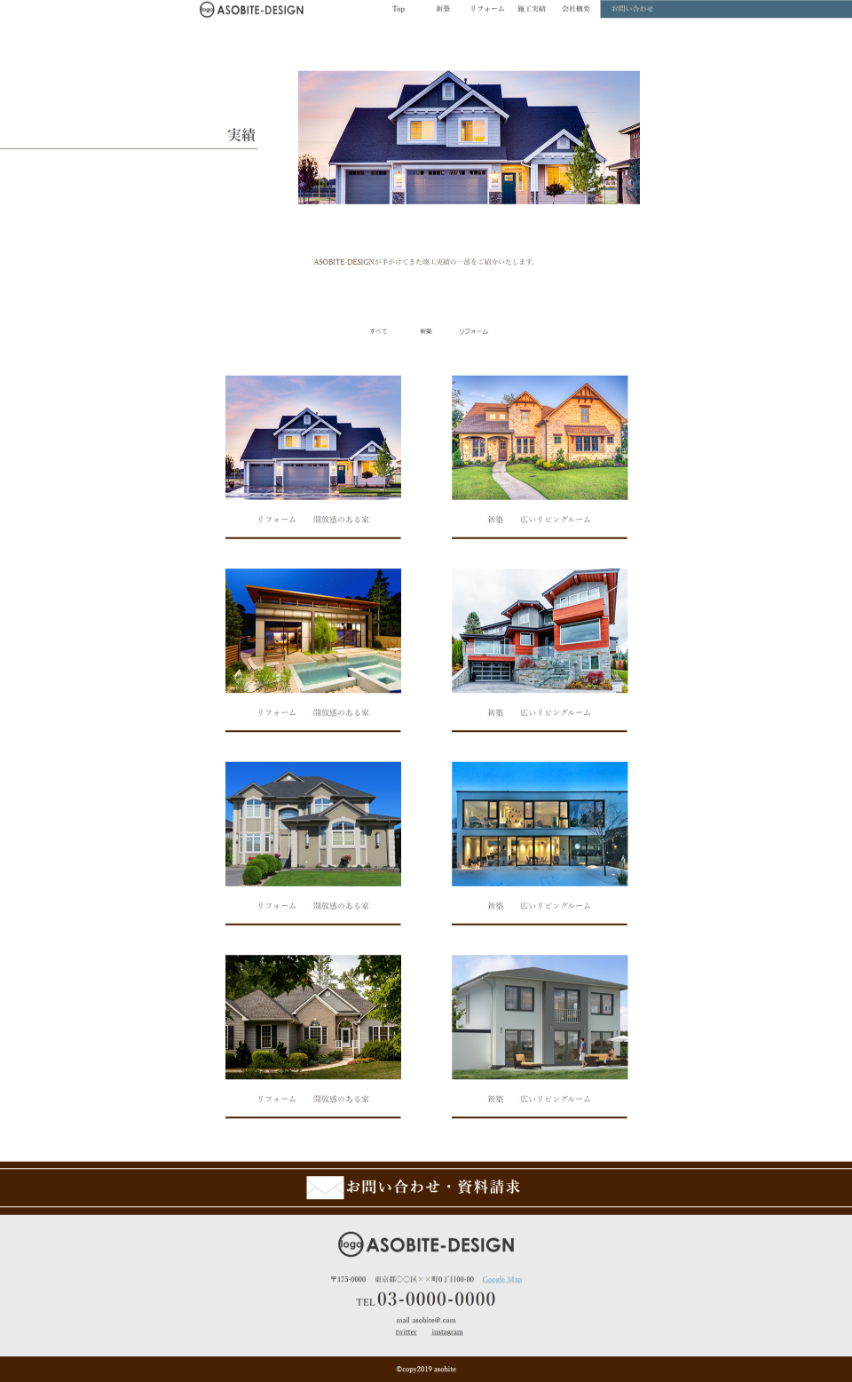 logo ASOBITE-DESIGN Top 新築 リフォーム 施工実績 会社概要 お問い合わせ
実績
ASOBITE-DESIGNが手がけてきた竣工実績の一部をご紹介いたします。
すべて 新築 リフォーム
リフォーム 開放感のある家 新築 広いリビングルーム
リフォーム 開放感のある家 新築 広いリビングルーム
リフォーム 開放感のある家 新築 広いリビングルーム
リフォーム 開放感のある家 新築 広いリビングルーム
お問い合わせ・資料請求
logo ASOBITE-DESIGN
〒175-0000 東京都〇〇区××町0丁目00-00 Google Map
TEL 03-0000-0000
mail asobite@.com
twitter instagram
©copy2019 asobite